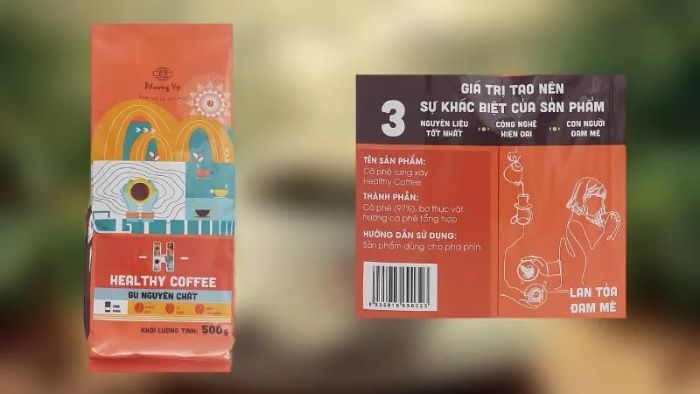 Phương Vy
-H-
HEALTHY COFFEE
GU NGUYÊN CHẤT
KHỐI LƯỢNG TỊNH: 500g
3
GIÁ TRỊ TẠO NÊN
SỰ KHÁC BIỆT CỦA SẢN PHẨM
NGUYÊN LIỆU
TỐT NHẤT
CÔNG NGHỆ
HIỆN ĐẠI
CON NGƯỜI
ĐAM MÊ
TÊN SẢN PHẨM:
Cà phê rang xay
Healthy Coffee
THÀNH PHẦN:
Cà phê (97%), bơ thực vật,
hương cà phê tổng hợp
HƯỚNG DẪN SỬ DỤNG:
Sản phẩm dùng cho pha phin
LAN TỎA
ĐAM MÊ